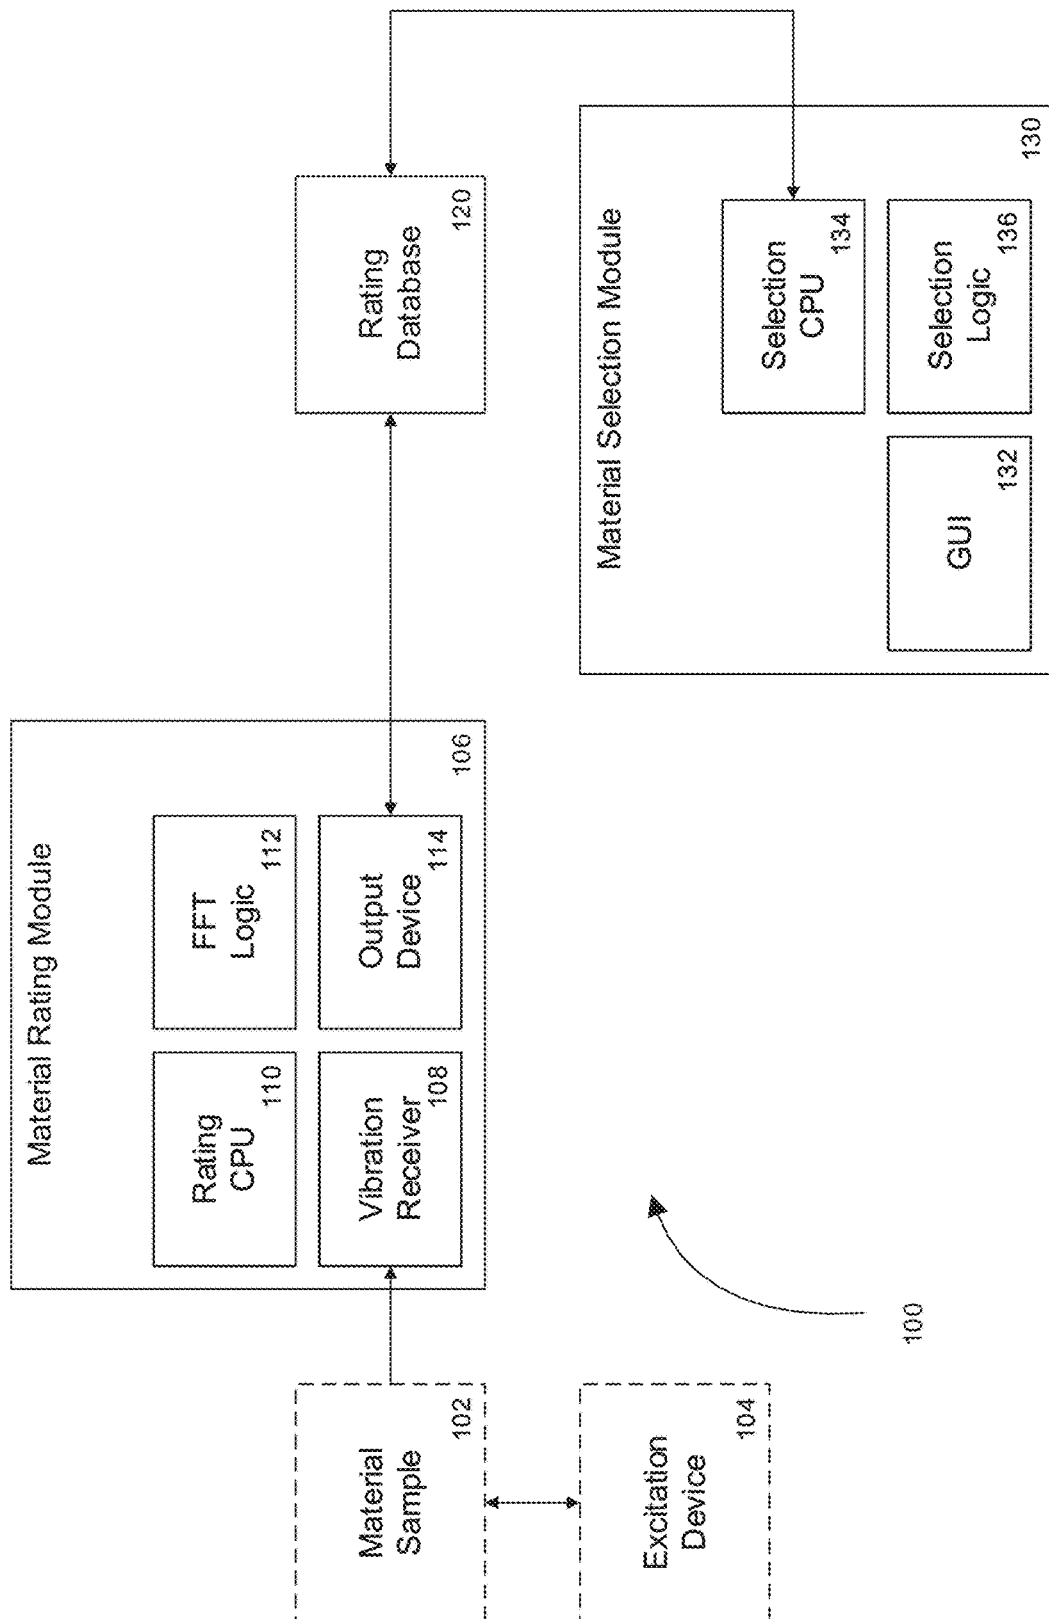 Material Rating Module
Rating
CPU
110
FFT
Logic
112
Vibration
Receiver
108
Output
Device
114
106
Material
Sample
102
Excitation
Device
104
Rating
Database
120
Material Selection Module
Selection
CPU
134
GUI
132
Selection
Logic
136
130
100